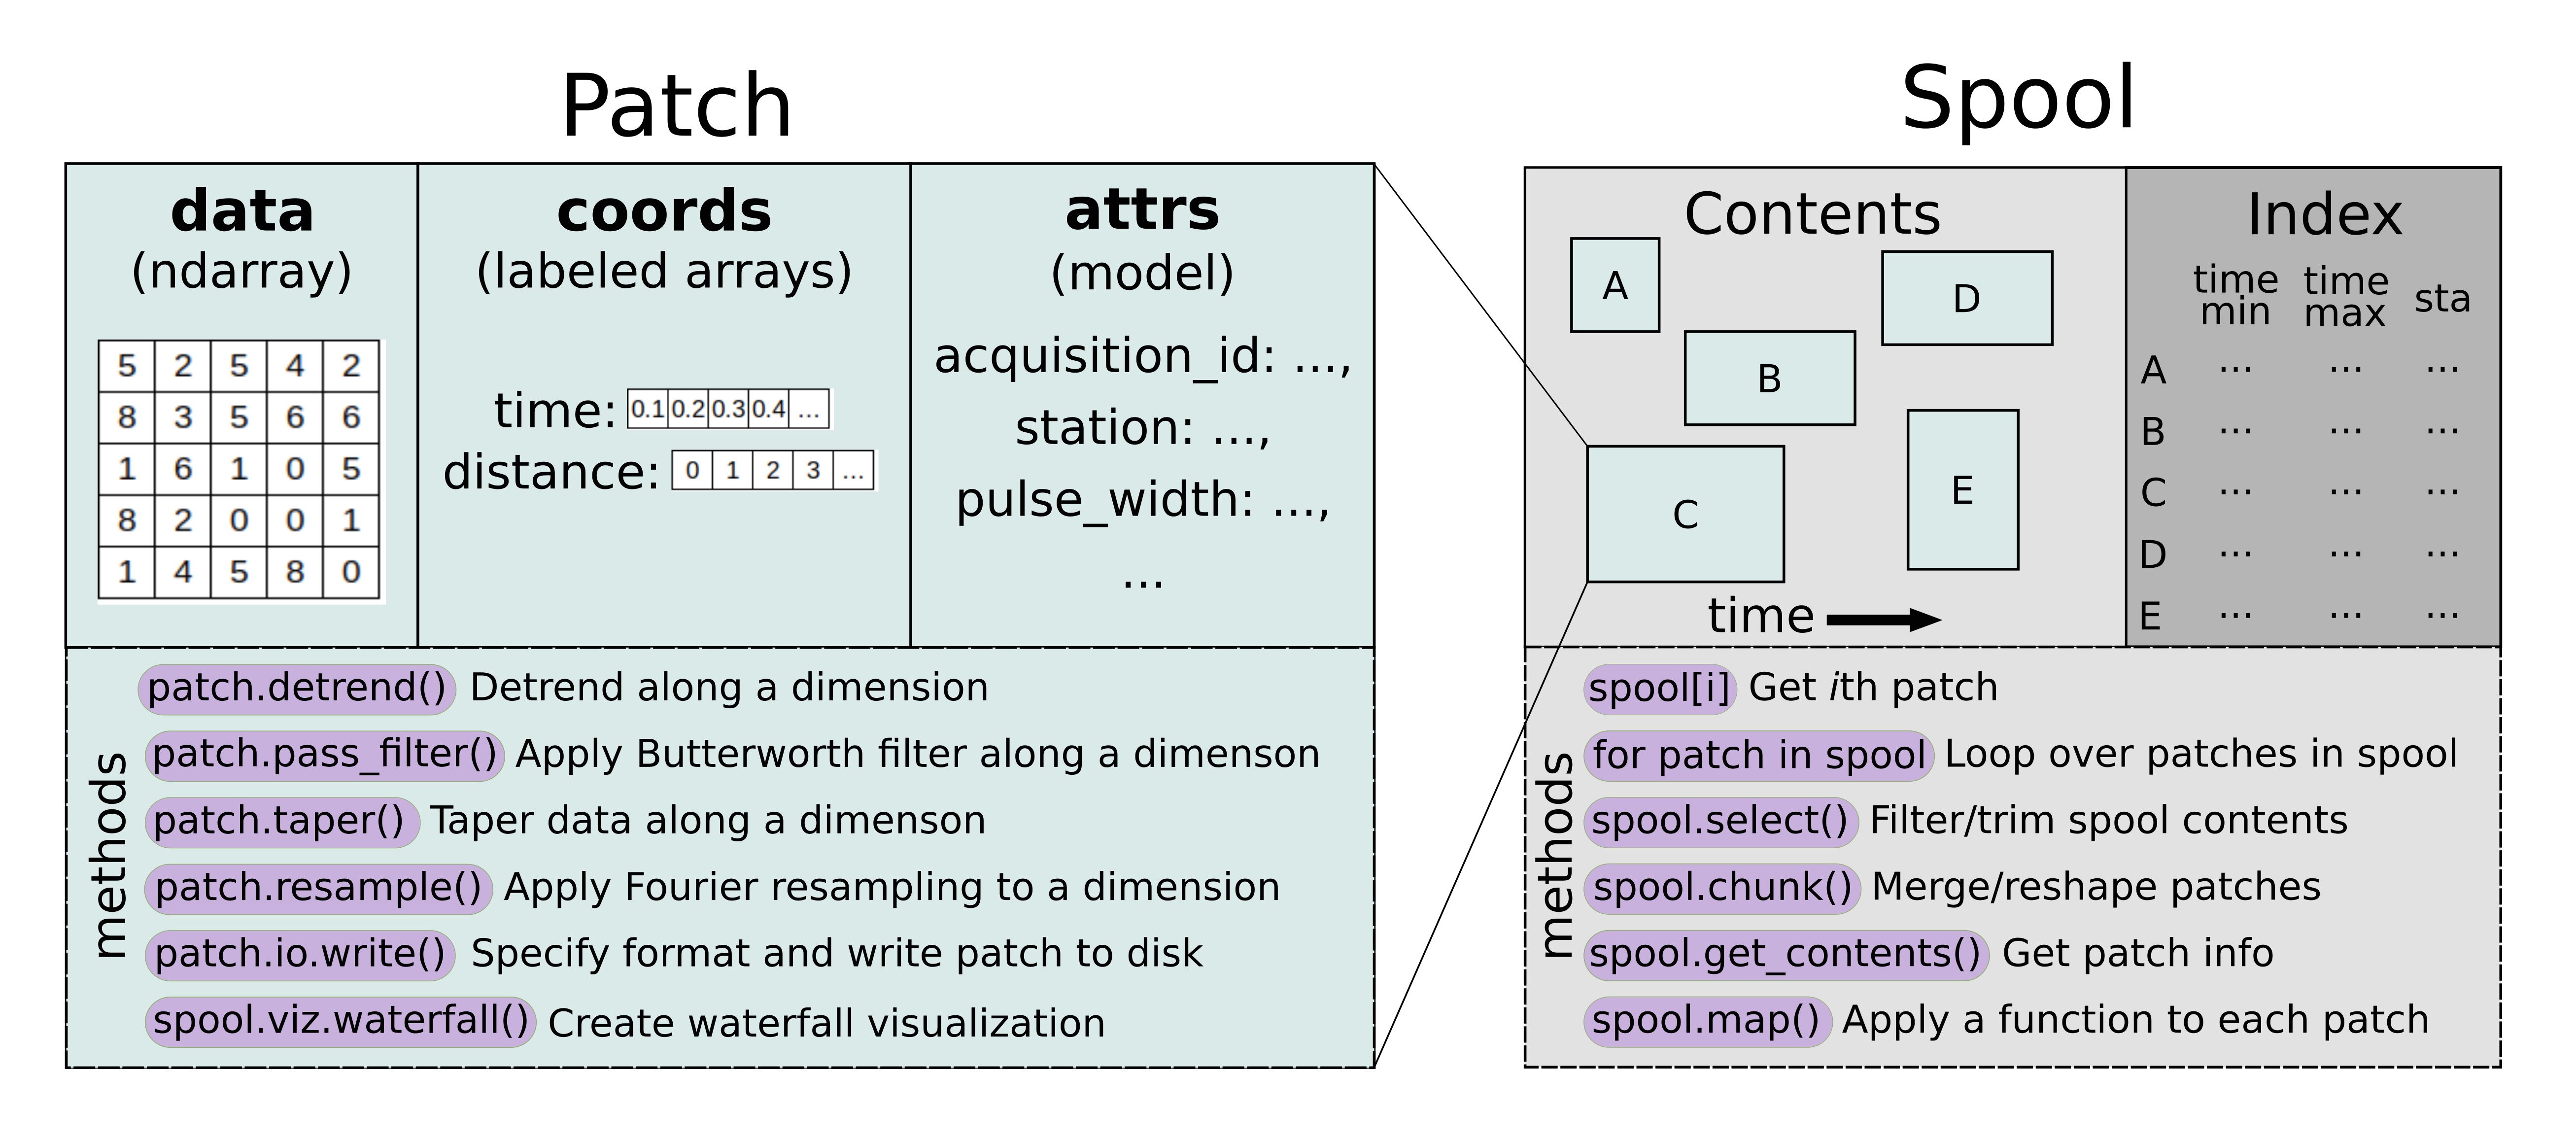 Patch
data
(ndarray)
5 2 5 4 2
8 3 5 6 6
1 6 1 0 5
8 2 0 0 1
1 4 5 8 0
coords
(labeled arrays)
time: 0.1 0.2 0.3 0.4 ...
distance: 0 1 2 3 ...
attrs
(model)
acquisition_id: ...,
station: ...,
pulse_width: ...,
...
methods
patch.detrend() Detrend along a dimension
patch.pass_filter() Apply Butterworth filter along a dimenson
patch.taper() Taper data along a dimenson
patch.resample() Apply Fourier resampling to a dimension
patch.io.write() Specify format and write patch to disk
spool.viz.waterfall() Create waterfall visualization
Spool
Contents
A
D
B
E
C
time
Index
time min time max sta
A ... ... ...
B ... ... ...
C ... ... ...
D ... ... ...
E ... ... ...
methods
spool[i] Get ith patch
for patch in spool Loop over patches in spool
spool.select() Filter/trim spool contents
spool.chunk() Merge/reshape patches
spool.get_contents() Get patch info
spool.map() Apply a function to each patch